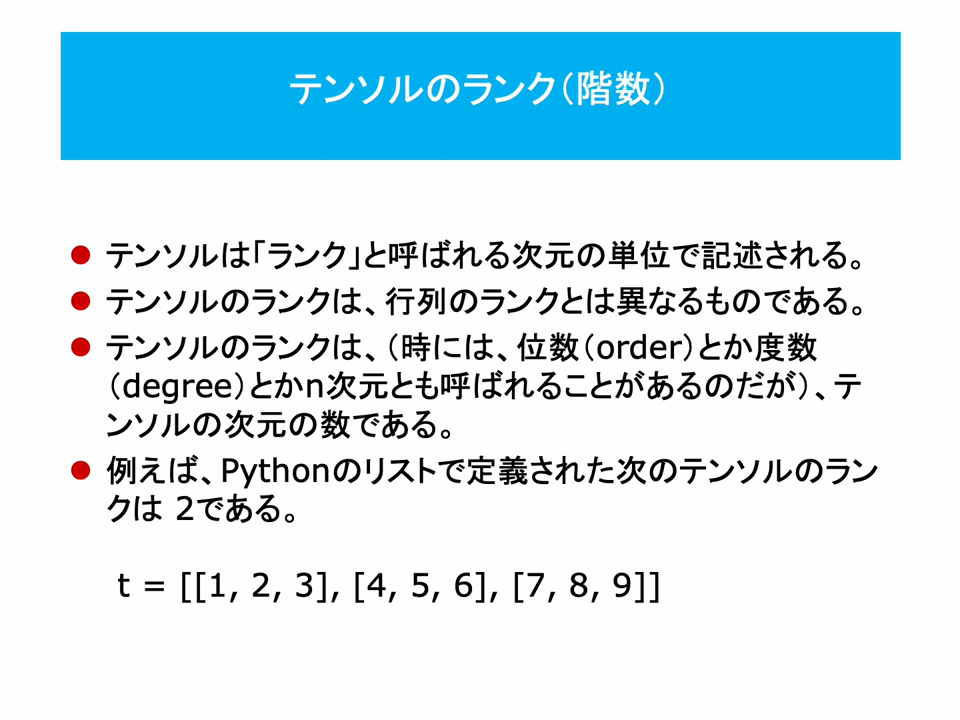 テンソルのランク（階数）
● テンソルは「ランク」と呼ばれる次元の単位で記述される。
● テンソルのランクは、行列のランクとは異なるものである。
● テンソルのランクは、（時には、位数（order）とか度数
（degree）とかn次元とも呼ばれることがあるのだが）、テ
ンソルの次元の数である。
● 例えば、Pythonのリストで定義された次のテンソルのラン
クは 2である。
t = [[1, 2, 3], [4, 5, 6], [7, 8, 9]]